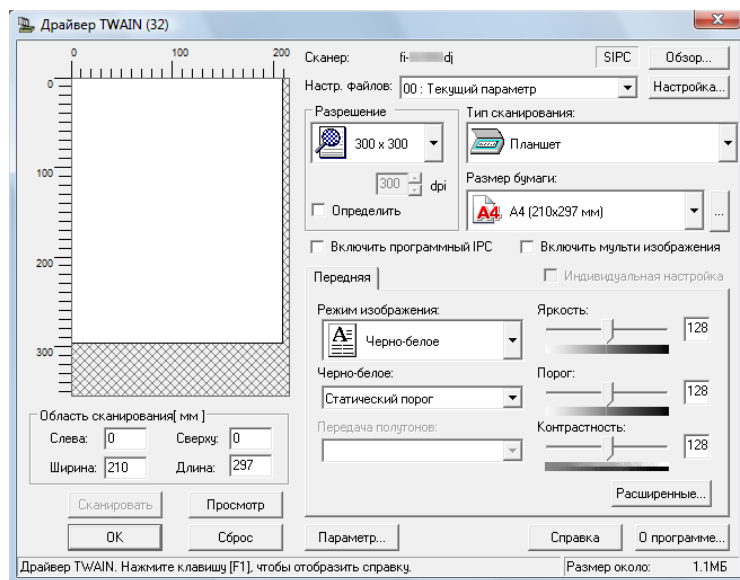 Драйвер TWAIN (32)
0 100 200
0
100
200
300
Сканер: fi- dj SIPC Обзор...
Настр. файлов: 00 : Текущий параметр Настройка...
Разрешение Тип сканирования:
300 x 300 Планшет
300 dpi Размер бумаги:
Определить A4 A4 (210x297 мм) ...
Включить программный IPC Включить мульти изображения
Передняя Индивидуальная настройка
Режим изображения: Яркость:
A Черно-белое 128
Черно-белое: Порог:
Статический порог 128
Передача полутонов: Контрастность:
128
Расширенные...
Область сканирования[ мм ]
Слева: 0 Сверху: 0
Ширина: 210 Длина: 297
Сканировать Просмотр
OK Сброс Параметр... Справка О программе...
Драйвер TWAIN. Нажмите клавишу [F1], чтобы отобразить справку. Размер около: 1.1МБ